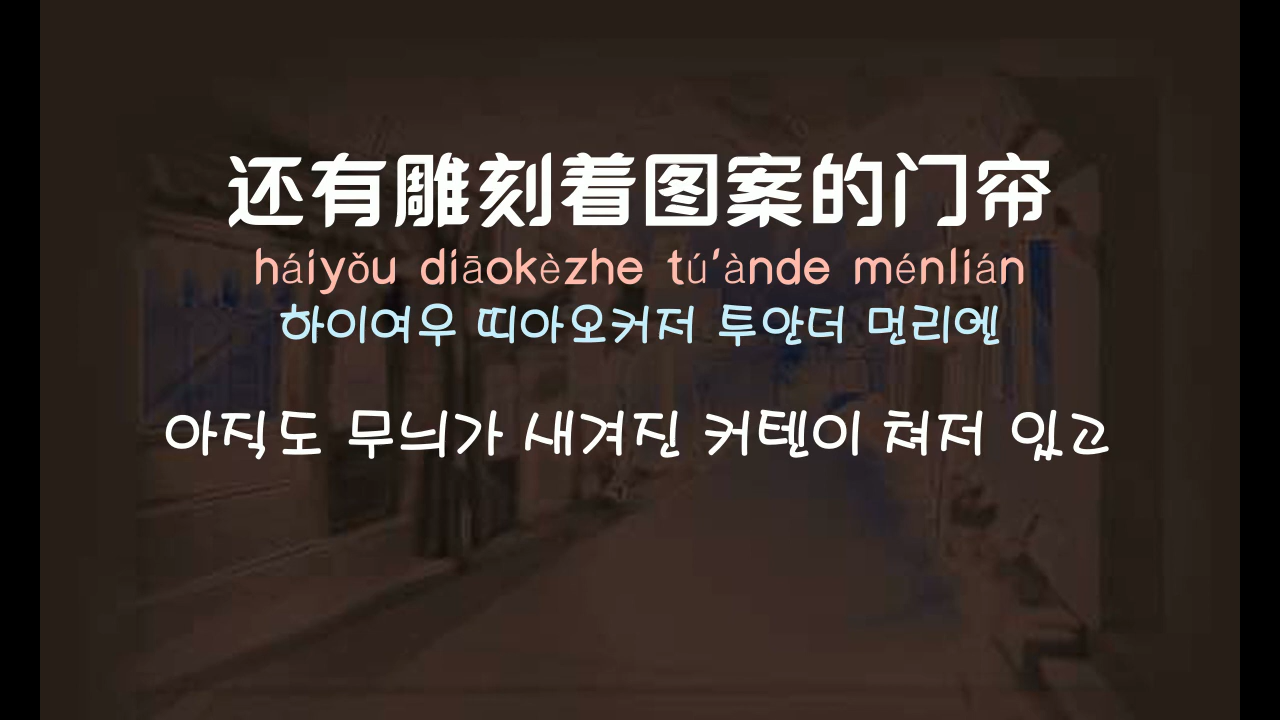 还有雕刻着图案的门帘
háiyǒu diāokèzhe tú'ànde ménlián
하이여우 띠아오커저 투안더 먼리엔
아직도 무늬가 새겨진 커텐이 쳐저 있고